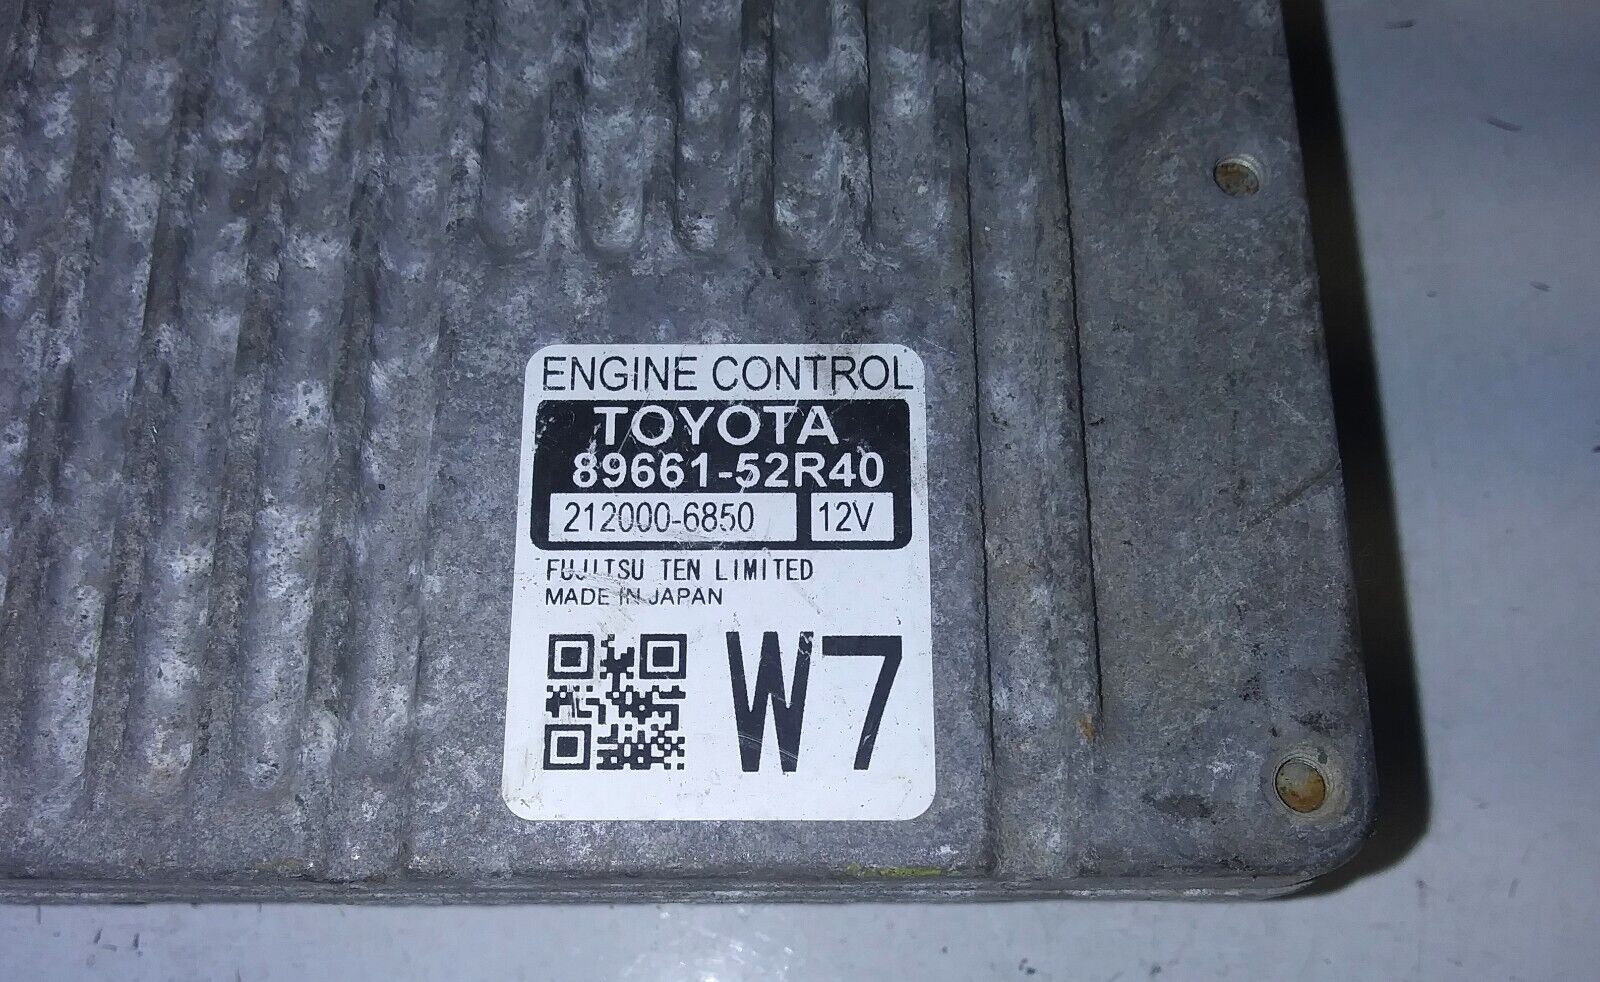 ENGINE CONTROL
TOYOTA
89661-52R40
212000-6850 12V
FUJITSU TEN LIMITED
MADE IN JAPAN
W7